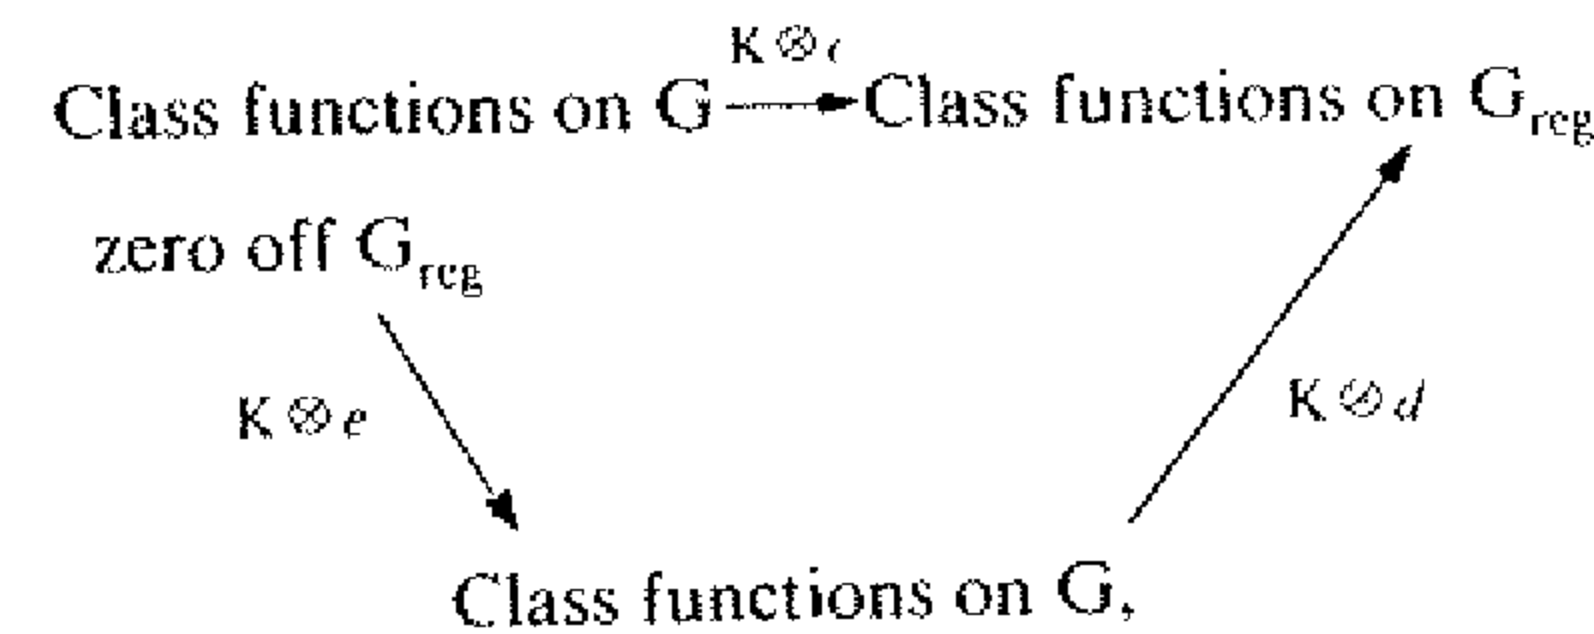 K ⊗ c
Class functions on G → Class functions on G_reg
zero off G_reg
K ⊗ e
K ⊗ d
Class functions on G,